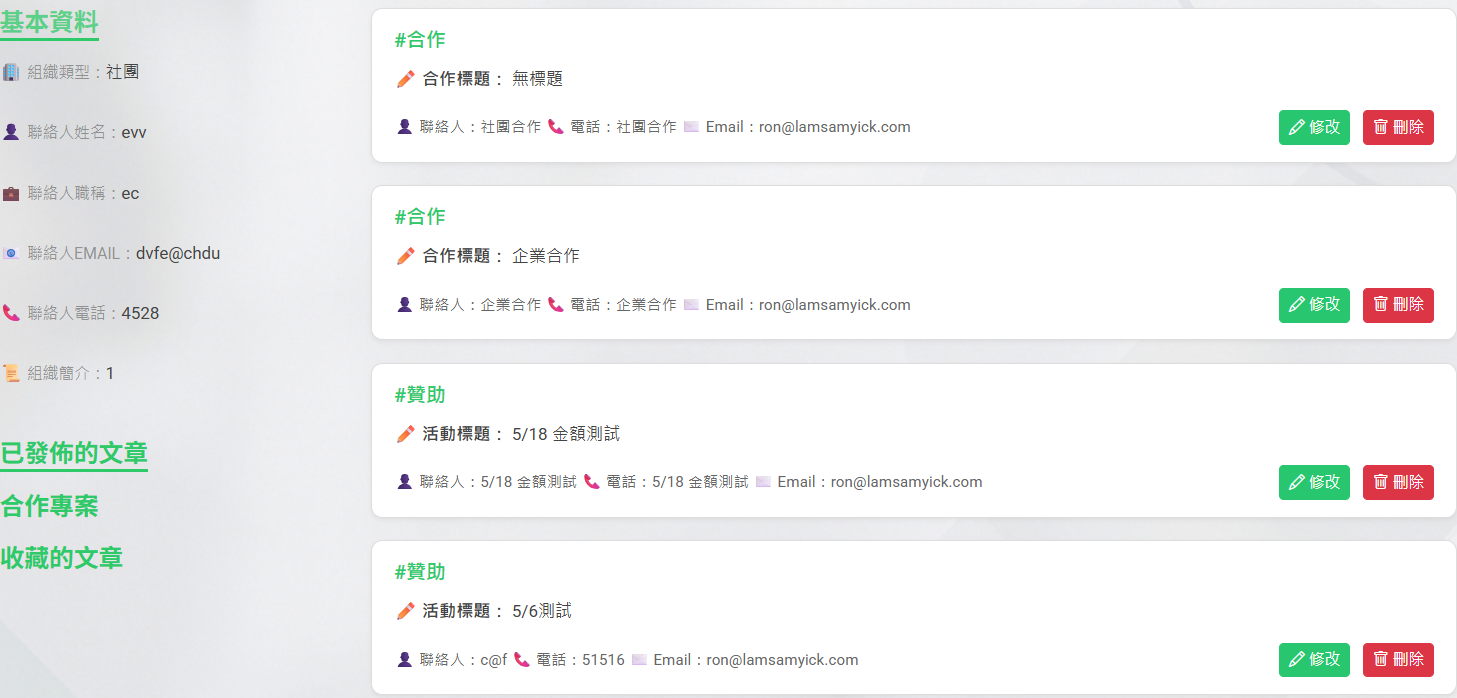 基本資料
組織類型：社團
聯絡人姓名：evv
聯絡人職稱：ec
聯絡人EMAIL：dvfe@chdu
聯絡人電話：4528
組織簡介：1
已發佈的文章
合作專案
收藏的文章
#合作
合作標題： 無標題
聯絡人：社團合作 電話：社團合作 Email：ron@lamsamyick.com
修改 刪除
#合作
合作標題： 企業合作
聯絡人：企業合作 電話：企業合作 Email：ron@lamsamyick.com
修改 刪除
#贊助
活動標題： 5/18 金額測試
聯絡人：5/18 金額測試 電話：5/18 金額測試 Email：ron@lamsamyick.com
修改 刪除
#贊助
活動標題： 5/6測試
聯絡人：c@f 電話：51516 Email：ron@lamsamyick.com
修改 刪除